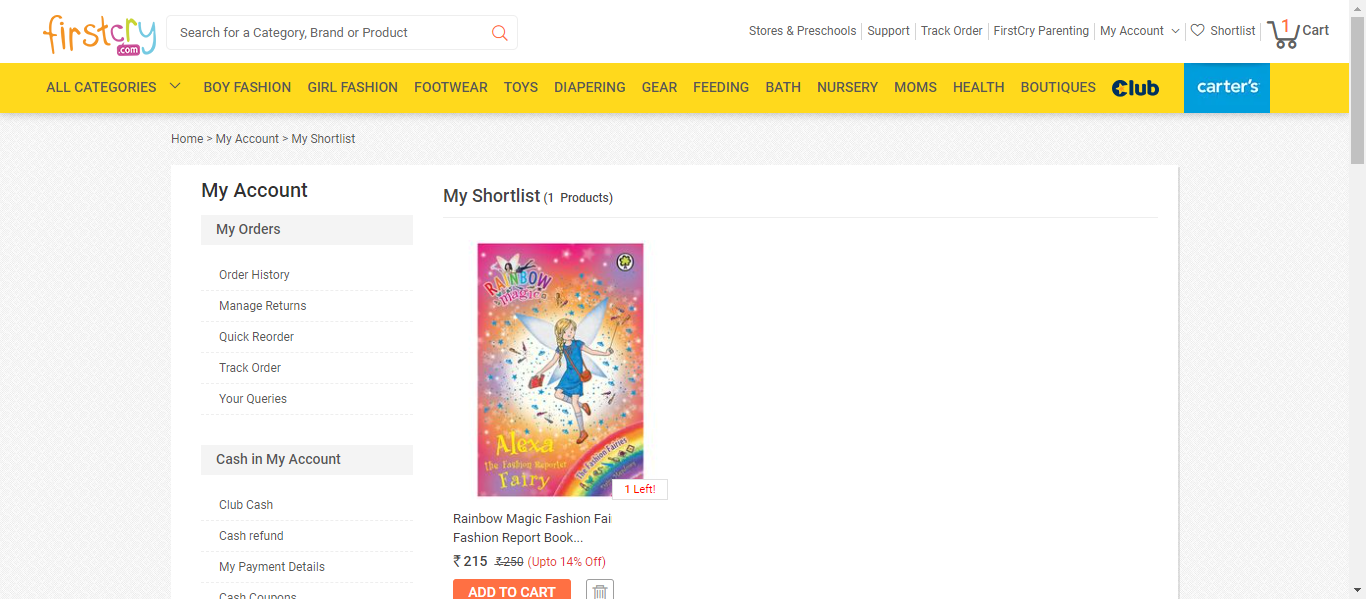 firstcry.com
Search for a Category, Brand or Product
Stores & Preschools Support Track Order FirstCry Parenting My Account Shortlist 1 Cart
ALL CATEGORIES BOY FASHION GIRL FASHION FOOTWEAR TOYS DIAPERING GEAR FEEDING BATH NURSERY MOMS HEALTH BOUTIQUES Club carter's
Home > My Account > My Shortlist
My Account
My Orders
Order History
Manage Returns
Quick Reorder
Track Order
Your Queries
Cash in My Account
Club Cash
Cash refund
My Payment Details
Cash Coupons
My Shortlist (1 Products)
RAINBOW
magic
Alexa
the Fashion Reporter
Fairy
The Fashion Fairies
1 Left!
Rainbow Magic Fashion Fai
Fashion Report Book...
₹ 215 ₹250 (Upto 14% Off)
ADD TO CART